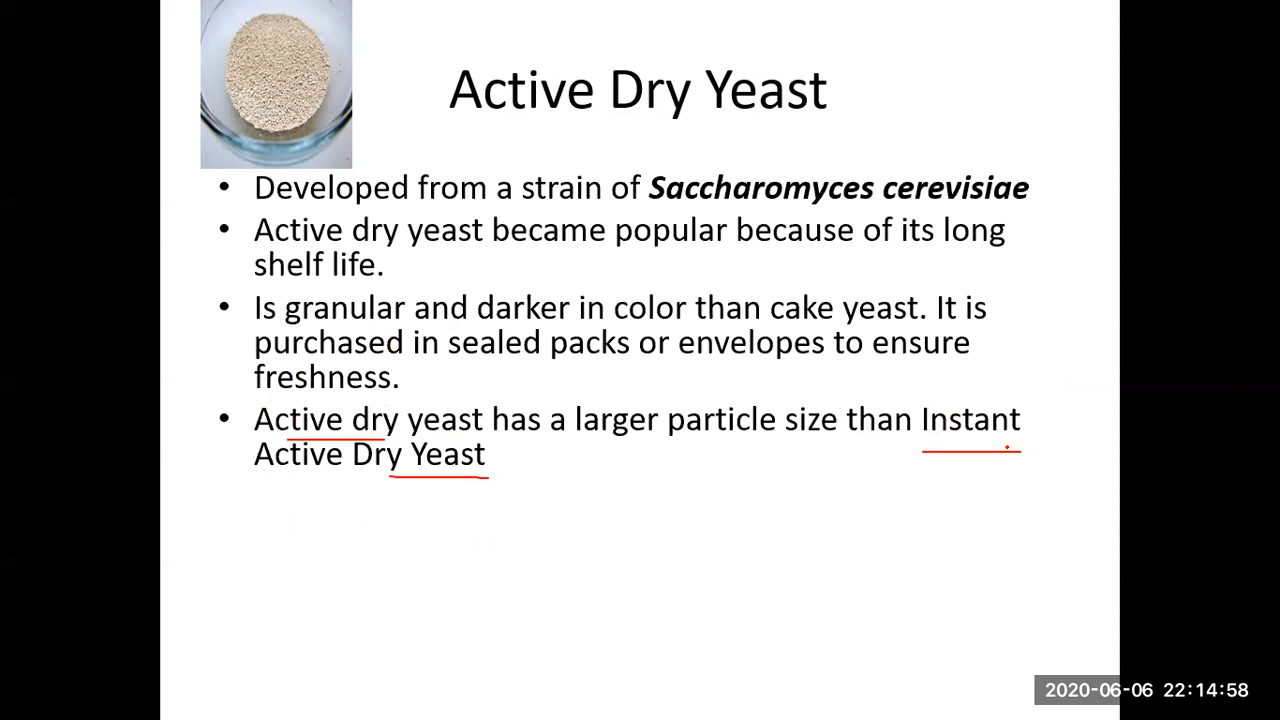 Active Dry Yeast
• Developed from a strain of Saccharomyces cerevisiae
• Active dry yeast became popular because of its long
shelf life.
• Is granular and darker in color than cake yeast. It is
purchased in sealed packs or envelopes to ensure
freshness.
• Active dry yeast has a larger particle size than Instant
Active Dry Yeast
2020-06-06 22:14:58